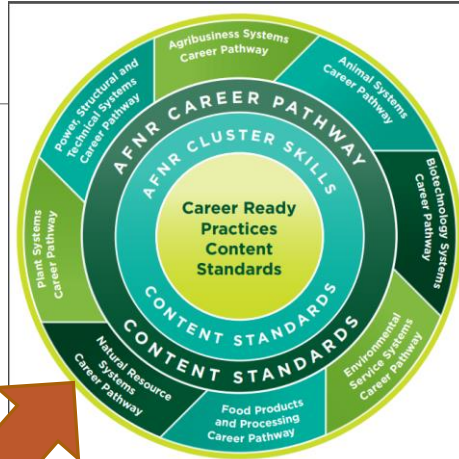 Agribusiness Systems
Career Pathway
Animal Systems
Career Pathway
Biotechnology Systems
Career Pathway
Environmental
Service Systems
Career Pathway
Food Products
and Processing
Career Pathway
Natural Resource
Systems
Career Pathway
Plant Systems
Career Pathway
Power, Structural and
Technical Systems
Career Pathway
AFNR CAREER PATHWAY
CONTENT STANDARDS
AFNR CLUSTER SKILLS
CONTENT STANDARDS
Career Ready
Practices
Content
Standards